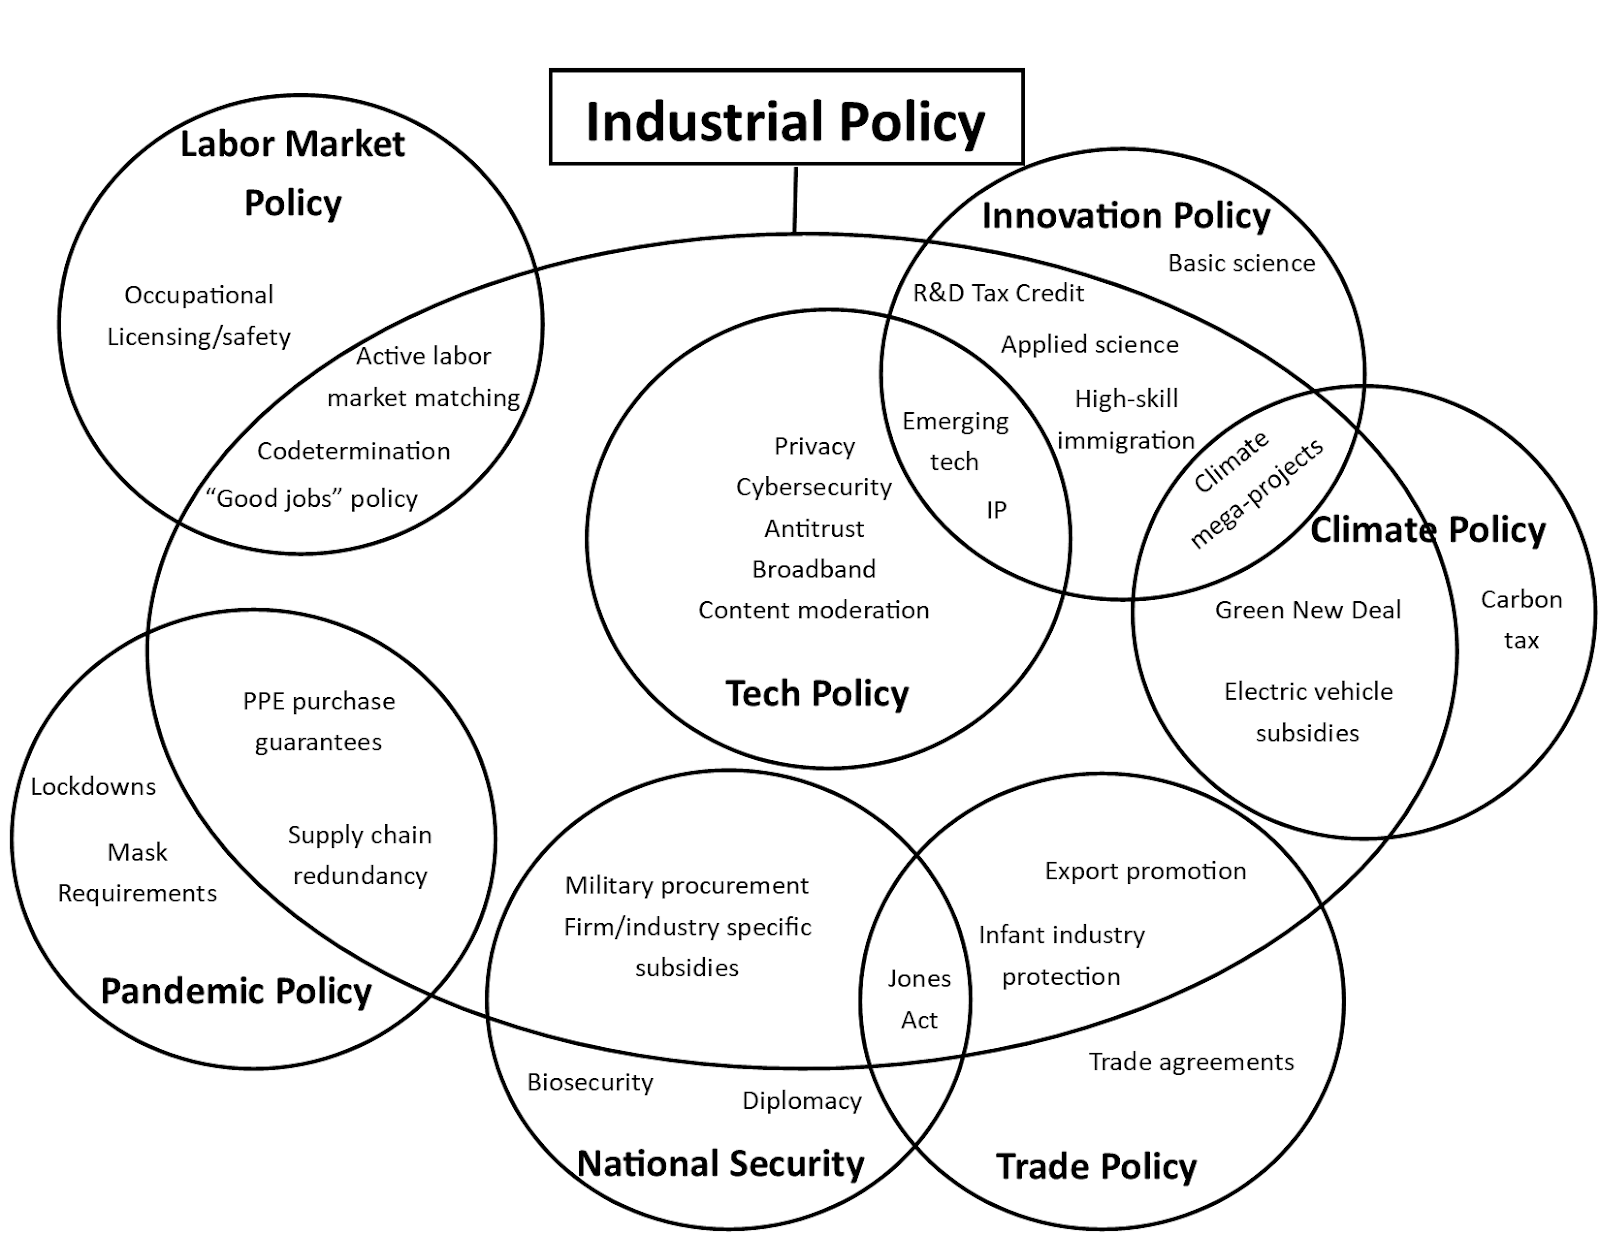 Industrial Policy
Labor Market
Policy
Occupational
Licensing/safety
Active labor
market matching
Codetermination
“Good jobs” policy
Innovation Policy
Basic science
R&D Tax Credit
Applied science
High-skill
immigration
Emerging
tech
IP
Climate
mega-projects
Privacy
Cybersecurity
Antitrust
Broadband
Content moderation
Tech Policy
Climate Policy
Green New Deal
Electric vehicle
subsidies
Carbon
tax
PPE purchase
guarantees
Lockdowns
Mask
Requirements
Supply chain
redundancy
Pandemic Policy
Military procurement
Firm/industry specific
subsidies
Jones
Act
Biosecurity
Diplomacy
National Security
Export promotion
Infant industry
protection
Trade agreements
Trade Policy